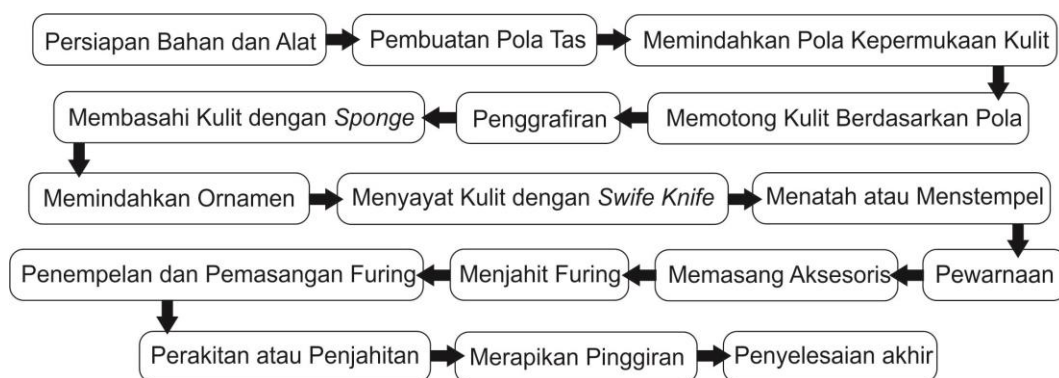 Persiapan Bahan dan Alat
Pembuatan Pola Tas
Memindahkan Pola Kepermukaan Kulit
Memotong Kulit Berdasarkan Pola
Penggrafiran
Membasahi Kulit dengan Sponge
Memindahkan Ornamen
Menyayat Kulit dengan Swife Knife
Menatah atau Menstempel
Pewarnaan
Memasang Aksesoris
Menjahit Furing
Penempelan dan Pemasangan Furing
Perakitan atau Penjahitan
Merapikan Pinggiran
Penyelesaian akhir